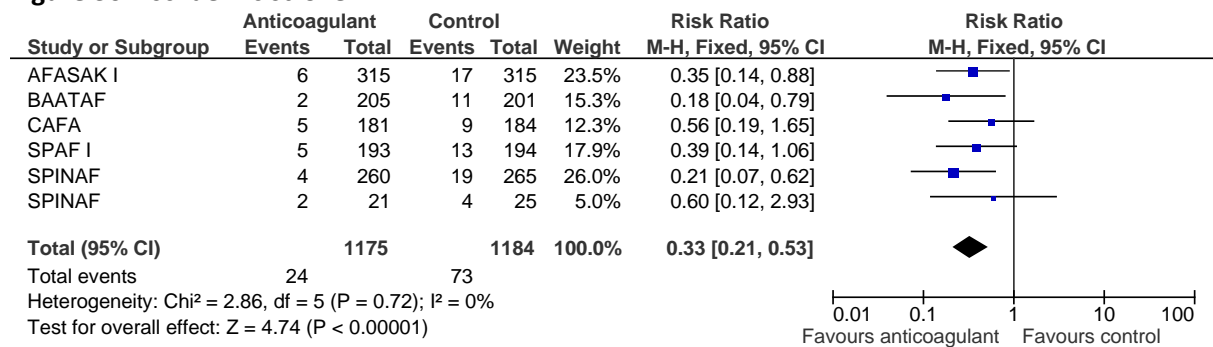 Anticoagulant Control Risk Ratio Risk Ratio
Study or Subgroup Events Total Events Total Weight M-H, Fixed, 95% CI M-H, Fixed, 95% CI
AFASAK I 6 315 17 315 23.5% 0.35 [0.14, 0.88]
BAATAF 2 205 11 201 15.3% 0.18 [0.04, 0.79]
CAFA 5 181 9 184 12.3% 0.56 [0.19, 1.65]
SPAF I 5 193 13 194 17.9% 0.39 [0.14, 1.06]
SPINAF 4 260 19 265 26.0% 0.21 [0.07, 0.62]
SPINAF 2 21 4 25 5.0% 0.60 [0.12, 2.93]
Total (95% CI) 1175 1184 100.0% 0.33 [0.21, 0.53]
Total events 24 73
Heterogeneity: Chi² = 2.86, df = 5 (P = 0.72); I² = 0%
Test for overall effect: Z = 4.74 (P < 0.00001)
0.01 0.1 1 10 100
Favours anticoagulant Favours control